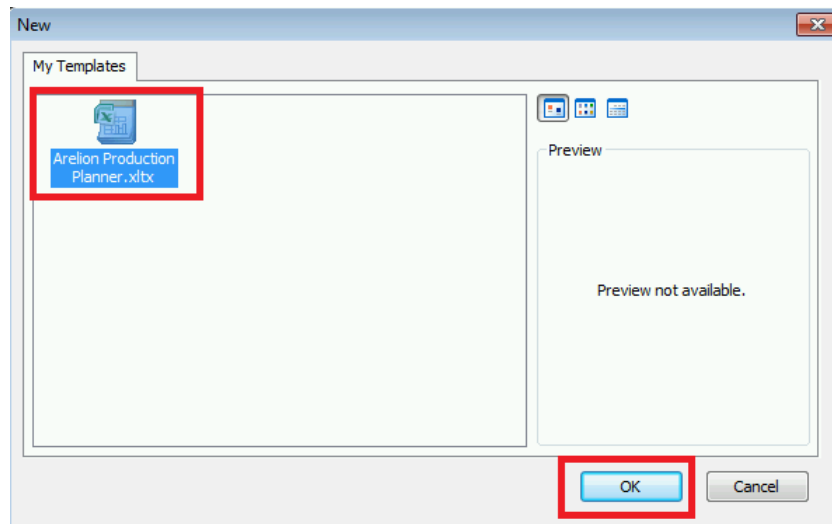 New
My Templates
Arelion Production
Planner.xltx
Preview
Preview not available.
OK
Cancel